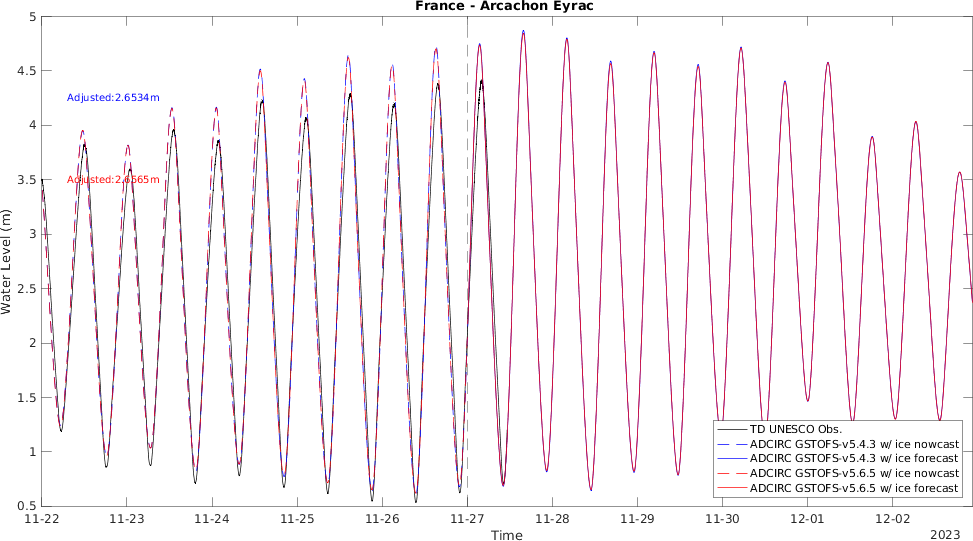 France - Arcachon Eyrac
5
4.5
4
3.5
3
2.5
2
1.5
1
0.5
Water Level (m)
Adjusted:2.6534m
Adjusted:2.6565m
TD UNESCO Obs.
ADCIRC GSTOFS-v5.4.3 w/ ice nowcast
ADCIRC GSTOFS-v5.4.3 w/ ice forecast
ADCIRC GSTOFS-v5.6.5 w/ ice nowcast
ADCIRC GSTOFS-v5.6.5 w/ ice forecast
11-22 11-23 11-24 11-25 11-26 11-27 11-28 11-29 11-30 12-01 12-02
Time
2023